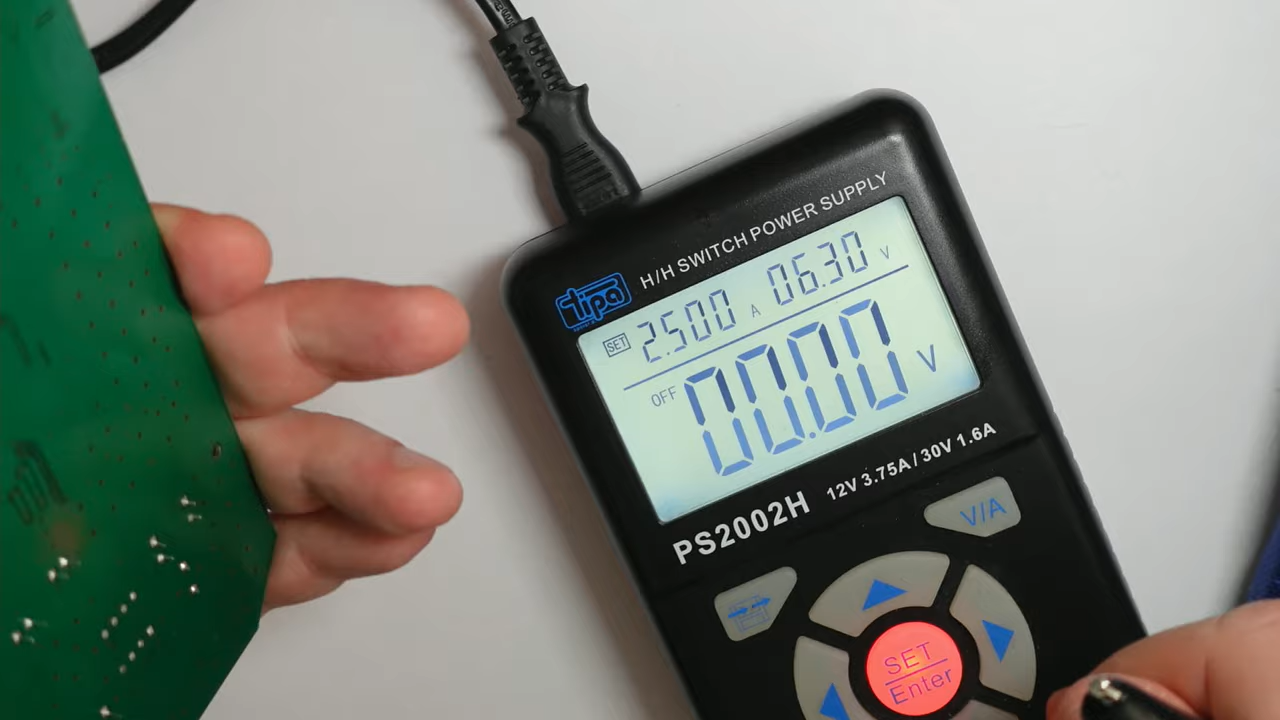 H/H SWITCH POWER SUPPLY
tipa
SET 2.500 A 06.30 V
OFF 00.00 V
12V 3.75A / 30V 1.6A
PS2002H
V/A
SET
Enter